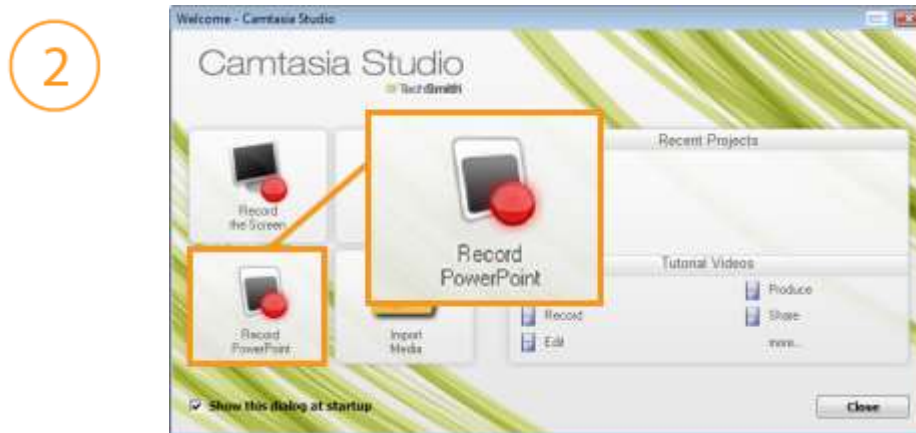 2
Welcome - Camtasia Studio
Camtasia Studio
TechSmith
Record
the Screen
Record
PowerPoint
Recent Projects
Record
PowerPoint
Import
Media
Tutorial Videos
Record
Edit
Produce
Share
more...
Show this dialog at startup
Close